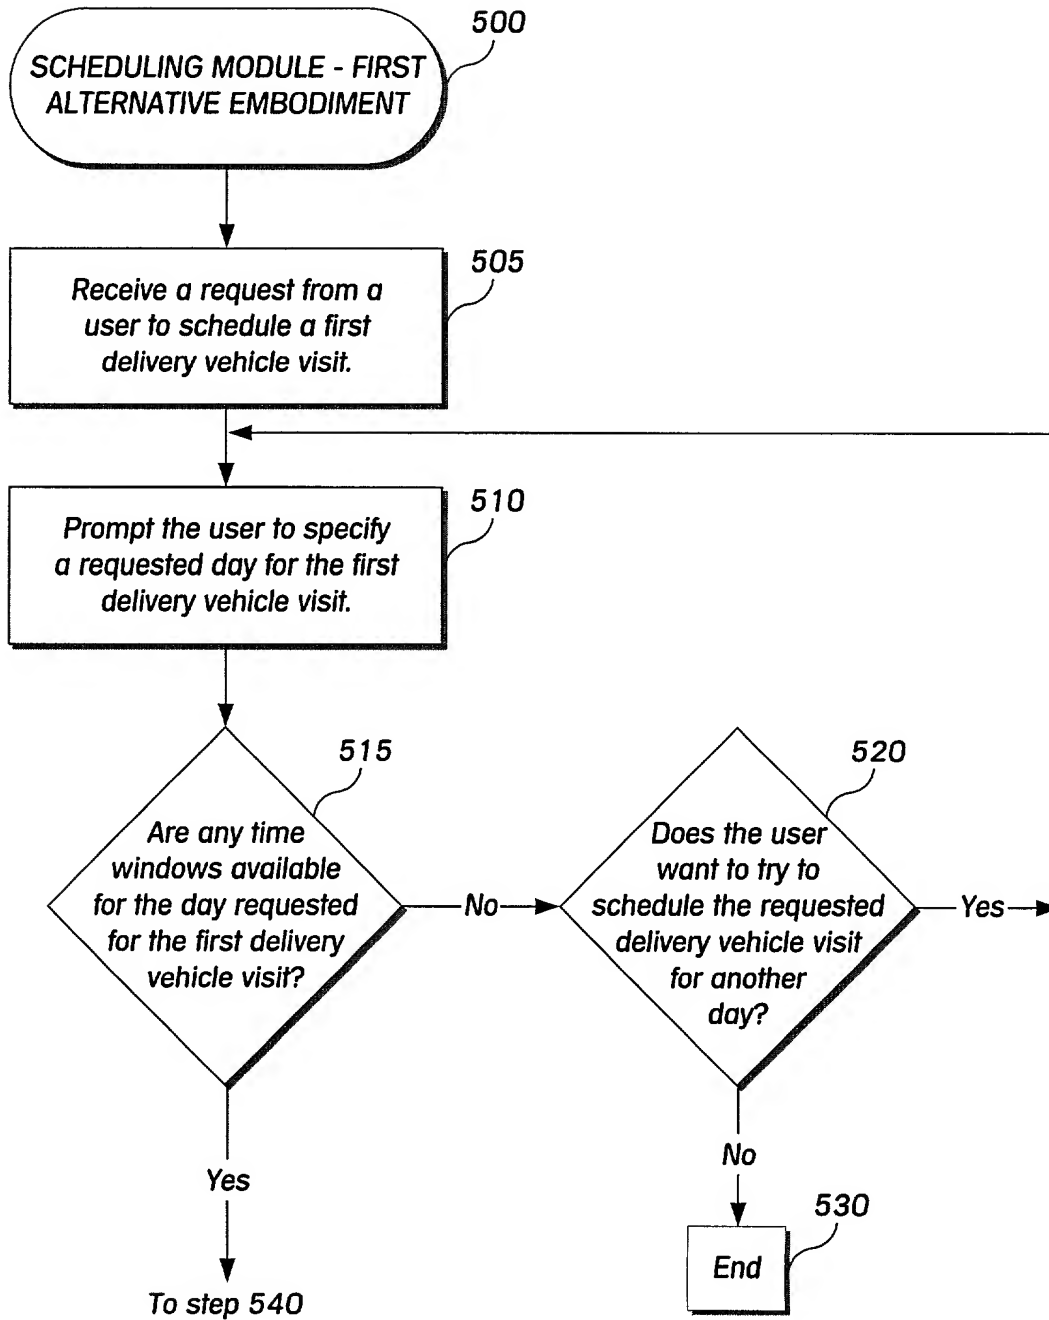 500
SCHEDULING MODULE - FIRST
ALTERNATIVE EMBODIMENT
505
Receive a request from a
user to schedule a first
delivery vehicle visit.
510
Prompt the user to specify
a requested day for the first
delivery vehicle visit.
515
Are any time
windows available
for the day requested
for the first delivery
vehicle visit?
No
520
Does the user
want to try to
schedule the requested
delivery vehicle visit
for another
day?
Yes
Yes
To step 540
No
530
End